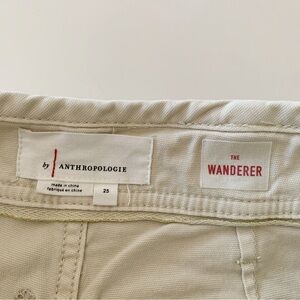 by ANTHROPOLOGIE
made in china
fabriqué en chine
25
THE
WANDERER